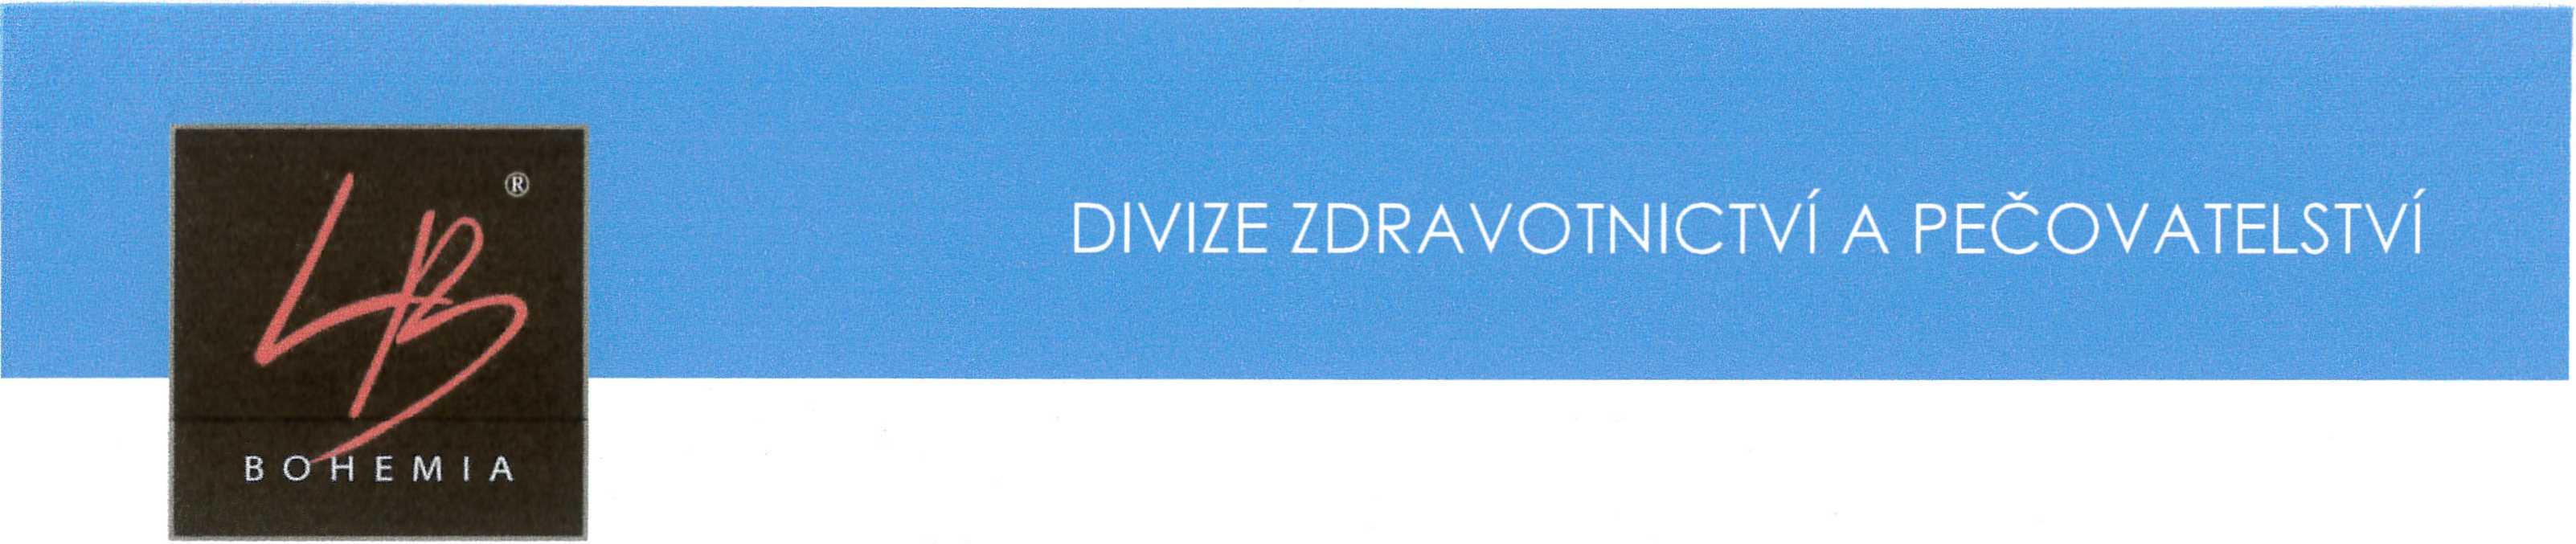 LB ®
BOHEMIA
DIVIZE ZDRAVOTNICTVÍ A PEČOVATELSTVÍ